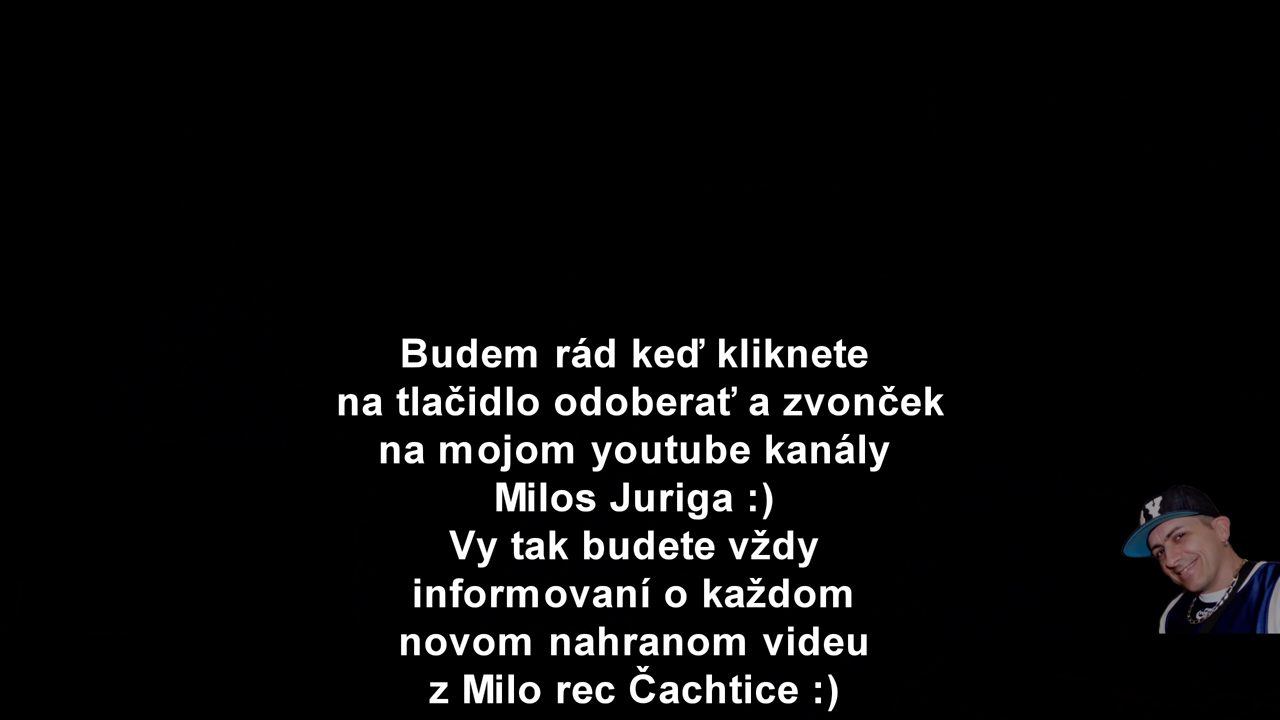 Budem rád keď kliknete
na tlačidlo odoberať a zvonček
na mojom youtube kanály
Milos Juriga :)
Vy tak budete vždy
informovaní o každom
novom nahranom videu
z Milo rec Čachtice :)